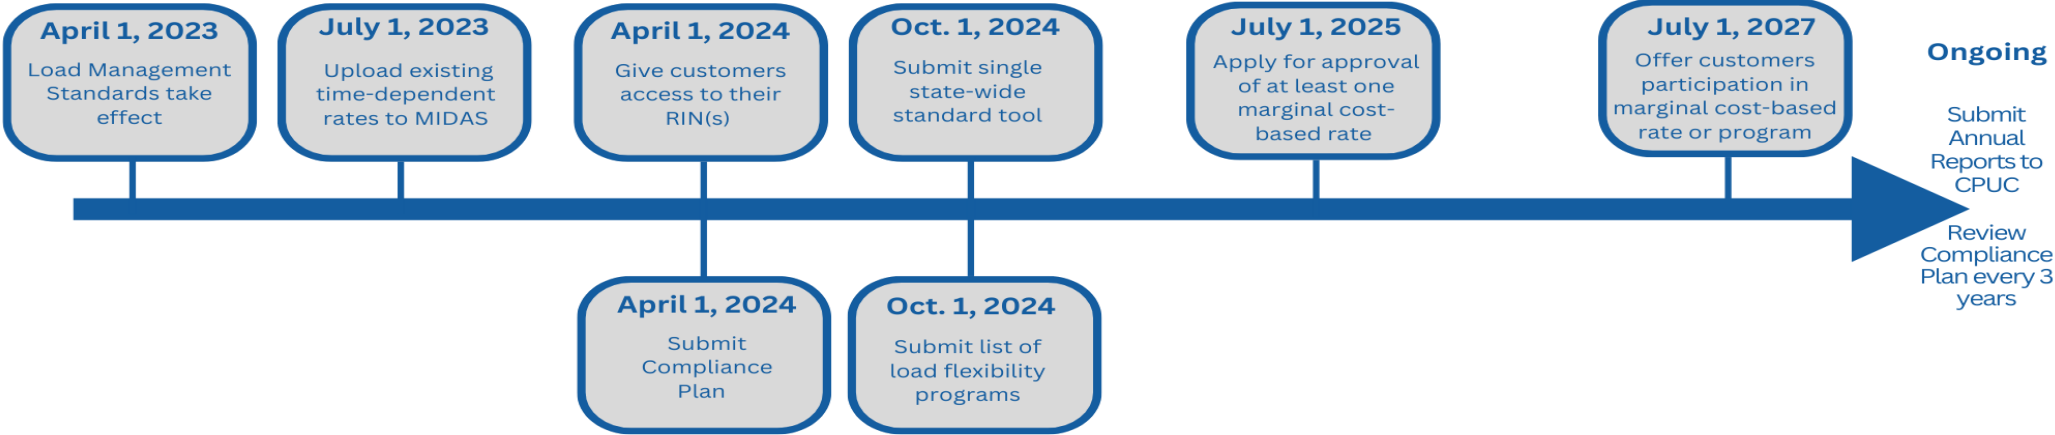 April 1, 2023
Load Management
Standards take
effect
July 1, 2023
Upload existing
time-dependent
rates to MIDAS
April 1, 2024
Give customers
access to their
RIN(s)
Oct. 1, 2024
Submit single
state-wide
standard tool
July 1, 2025
Apply for approval
of at least one
marginal cost-
based rate
July 1, 2027
Offer customers
participation in
marginal cost-based
rate or program
Ongoing
Submit
Annual
Reports to
CPUC
Review
Compliance
Plan every 3
years
April 1, 2024
Submit
Compliance
Plan
Oct. 1, 2024
Submit list of
load flexibility
programs